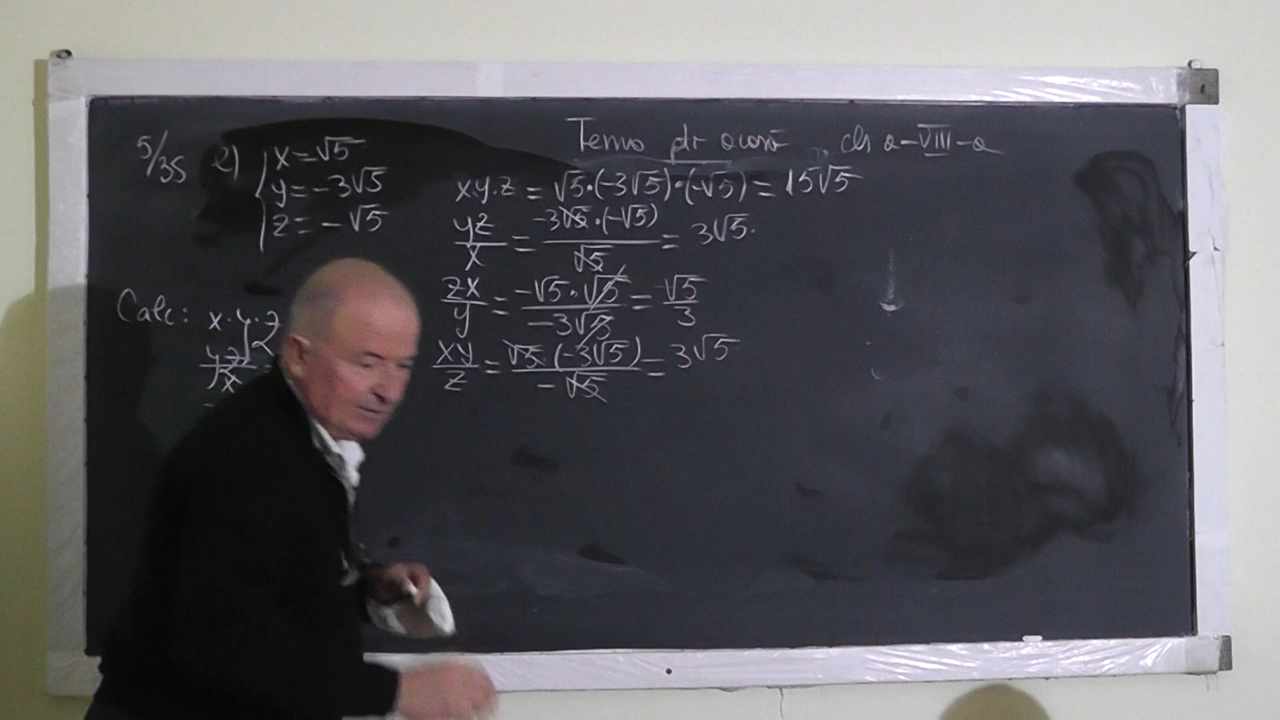 Tema pt acasă, cls a-VIII-a
5/35 e) { x=√5
y=-3√5
z=-√5
x.y.z = √5·(-3√5)·(-√5) = 15√5
yz/x = -3√5·(-√5)/√5 = 3√5.
zx/y = -√5·√5/-3√5 = √5/3
xy/z = √5·(-3√5)/-√5 = 3√5
Calc: x·y·z
yz/x